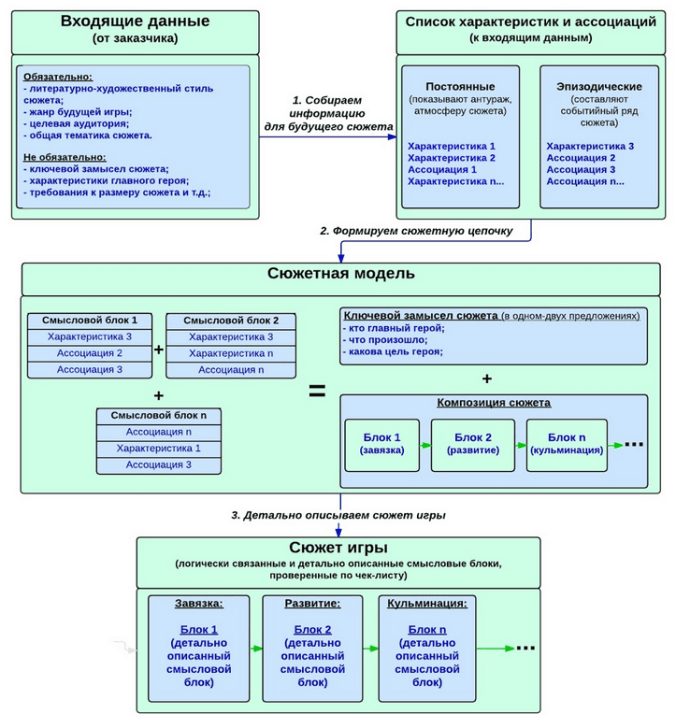 Входящие данные
(от заказчика)
Обязательно:
- литературно-художественный стиль
сюжета;
- жанр будущей игры;
- целевая аудитория;
- общая тематика сюжета.
Не обязательно:
- ключевой замысел сюжета;
- характеристики главного героя;
- требования к размеру сюжета и т.д.;
1. Собираем
информацию
для будущего сюжета
Список характеристик и ассоциаций
(к входящим данным)
Постоянные
(показывают антураж,
атмосферу сюжета)
Характеристика 1
Характеристика 2
Ассоциация 1
Характеристика n...
Эпизодические
(составляют
событийный ряд
сюжета)
Характеристика 3
Ассоциация 2
Ассоциация 3
Ассоциация n...
2. Формируем сюжетную цепочку
Сюжетная модель
Смысловой блок 1
Характеристика 3
Ассоциация 2
Ассоциация 3
+
Смысловой блок 2
Характеристика 3
Характеристика n
Ассоциация n
+
Смысловой блок n
Ассоциация n
Характеристика 1
Ассоциация 3
=
Ключевой замысел сюжета (в одном-двух предложениях)
- кто главный герой;
- что произошло;
- какова цель героя;
+
Композиция сюжета
Блок 1
(завязка)
Блок 2
(развитие)
Блок n
(кульминация)
...
3. Детально описываем сюжет игры
Сюжет игры
(логически связанные и детально описанные смысловые блоки,
проверенные по чек-листу)
Завязка:
Блок 1
(детально
описанный
смысловой
блок)
Развитие:
Блок 2
(детально
описанный
смысловой
блок)
Кульминация:
Блок n
(детально
описанный
смысловой
блок)
...